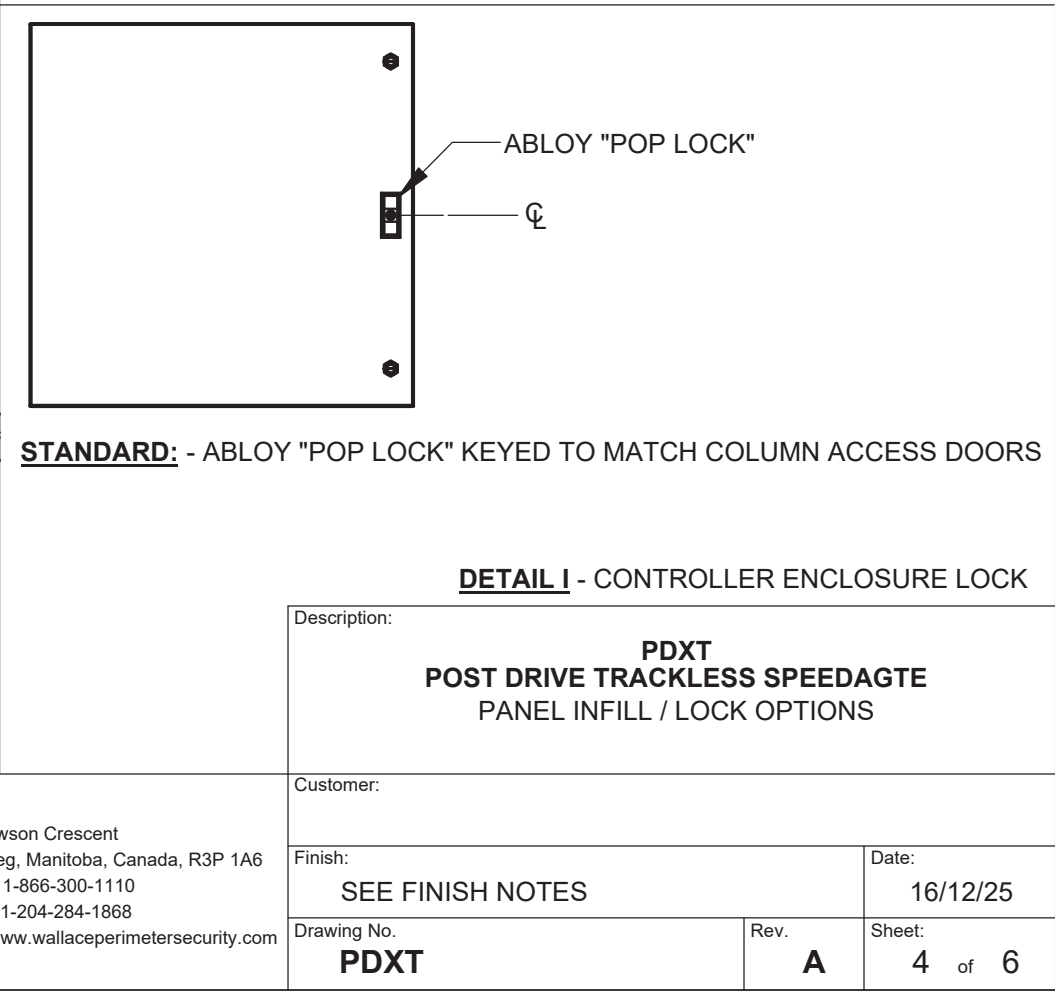 ABLOY "POP LOCK"
℄
STANDARD: - ABLOY "POP LOCK" KEYED TO MATCH COLUMN ACCESS DOORS
DETAIL I - CONTROLLER ENCLOSURE LOCK
Description:
PDXT
POST DRIVE TRACKLESS SPEEDAGTE
PANEL INFILL / LOCK OPTIONS
Customer:
Crescent
Manitoba, Canada, R3P 1A6
1-866-300-1110
1-204-284-1868
ww.wallaceperimetersecurity.com
Finish:
SEE FINISH NOTES
Date:
16/12/25
Drawing No.
PDXT
Rev.
A
Sheet:
4 of 6